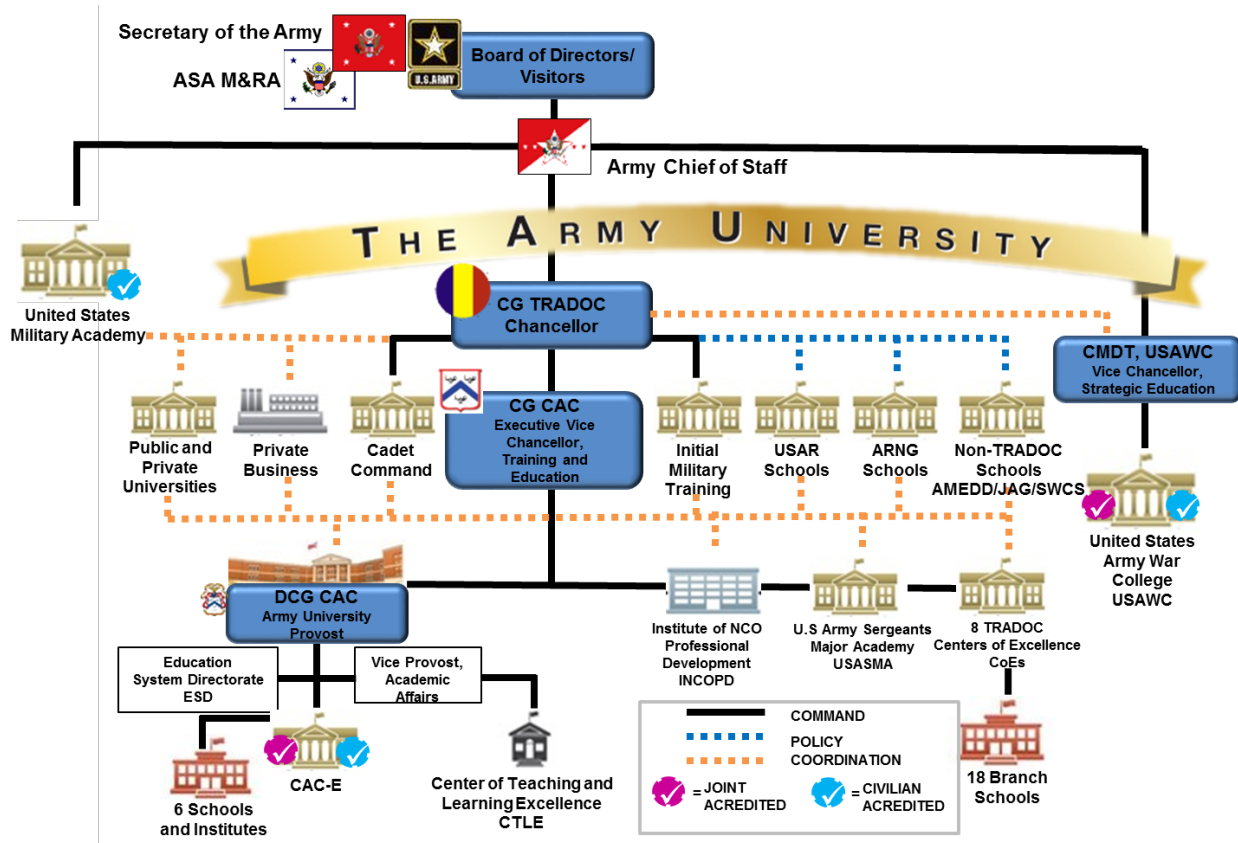 Secretary of the Army
ASA M&RA
U.S.ARMY
Board of Directors/
Visitors
Army Chief of Staff
THE ARMY UNIVERSITY
United States
Military Academy
CG TRADOC
Chancellor
CMDT, USAWC
Vice Chancellor,
Strategic Education
Public and
Private
Universities
Private
Business
Cadet
Command
CG CAC
Executive Vice
Chancellor,
Training and
Education
Initial
Military
Training
USAR
Schools
ARNG
Schools
Non-TRADOC
Schools
AMEDD/JAG/SWCS
United States
Army War
College
USAWC
DCG CAC
Army University
Provost
Institute of NCO
Professional
Development
INCOPD
U.S Army Sergeants
Major Academy
USASMA
8 TRADOC
Centers of Excellence
CoEs
Education
System Directorate
ESD
Vice Provost,
Academic
Affairs
6 Schools
and Institutes
CAC-E
Center of Teaching and
Learning Excellence
CTLE
18 Branch
Schools
COMMAND
POLICY
COORDINATION
= JOINT
ACREDITED
= CIVILIAN
ACREDITED